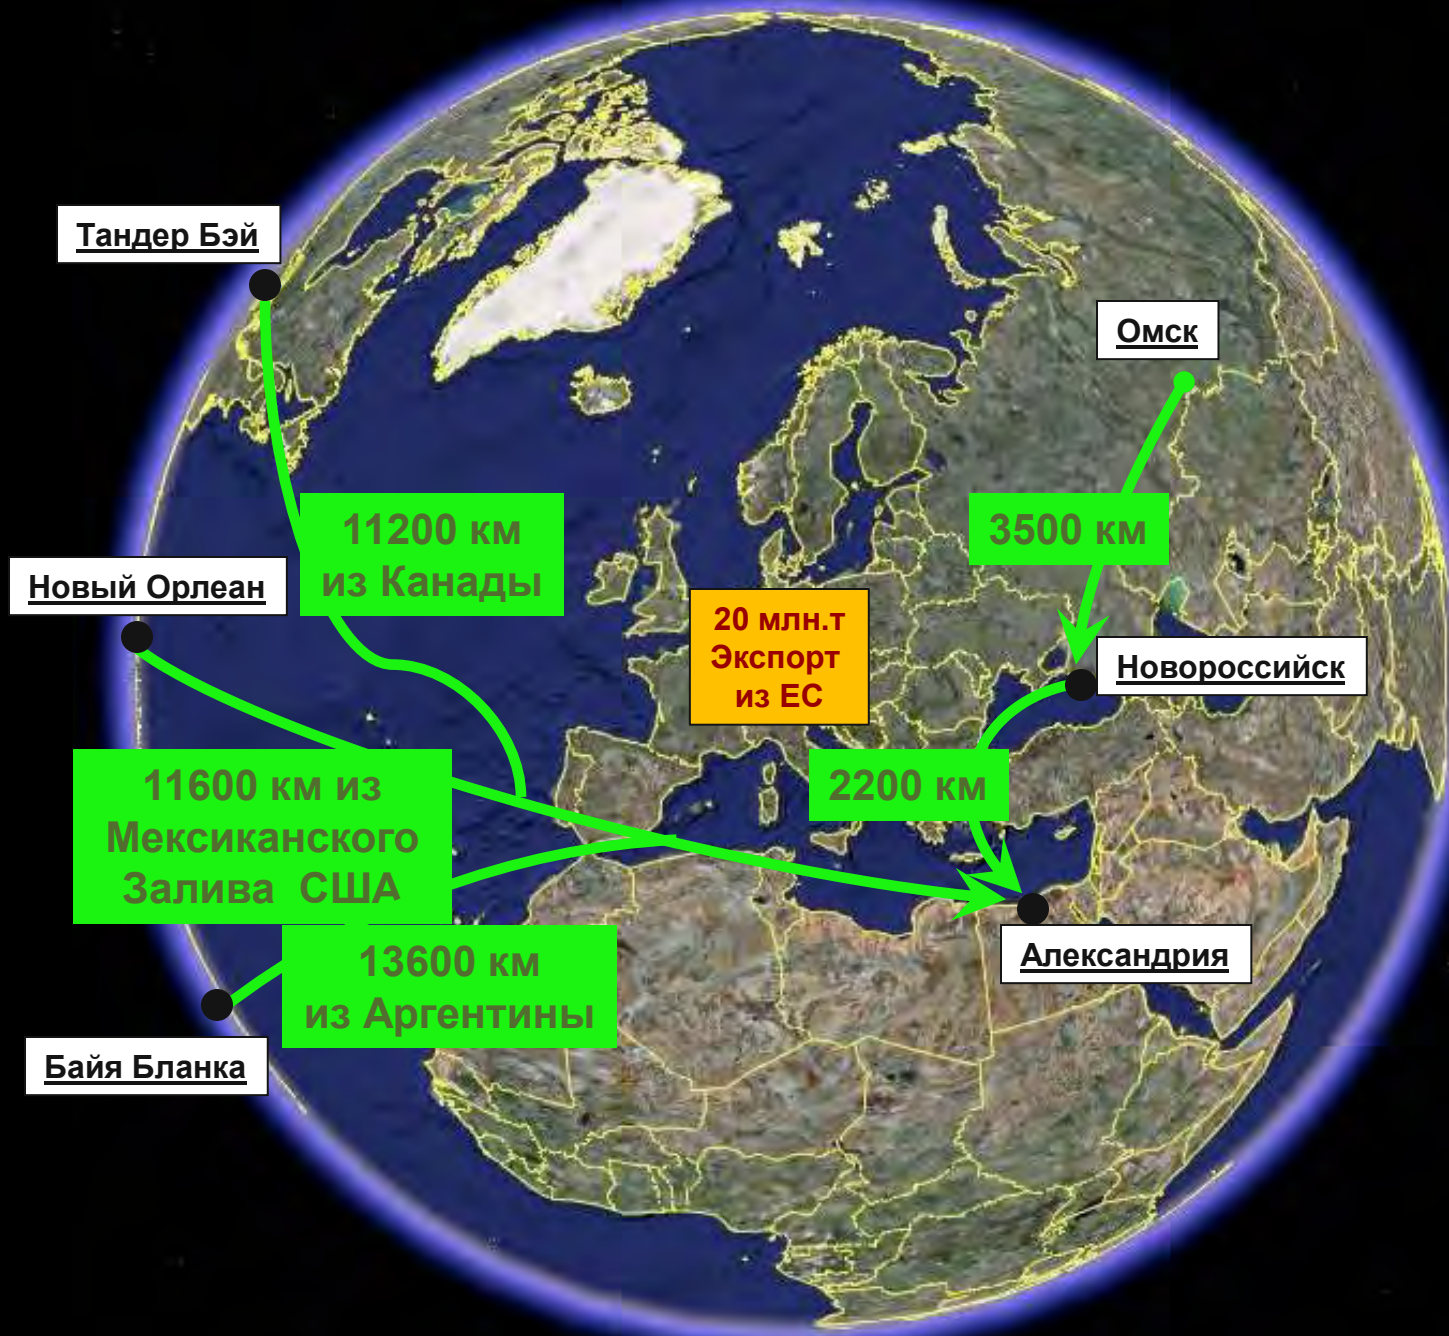 Тандер Бэй
Омск
11200 км
из Канады
3500 км
Новый Орлеан
20 млн.т
Экспорт
из ЕС
Новороссийск
11600 км из
Мексиканского
Залива США
2200 км
13600 км
из Аргентины
Александрия
Байя Бланка